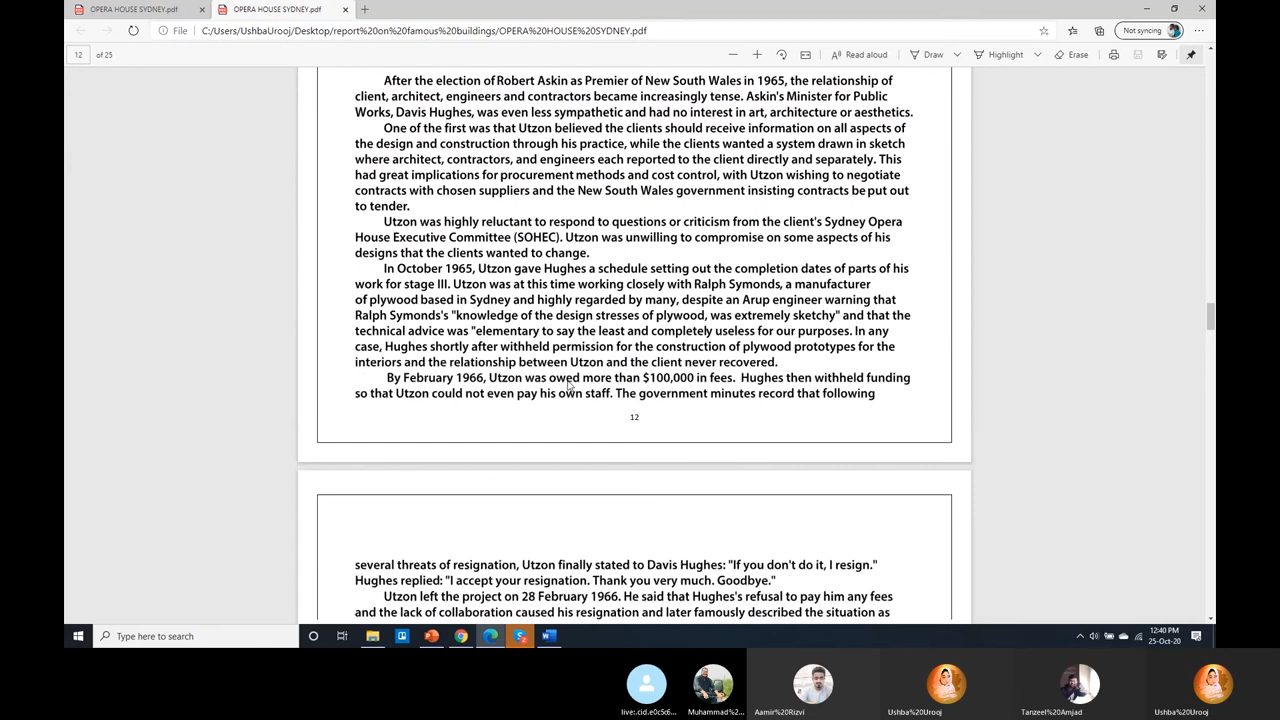 OPERA HOUSE SYDNEY.pdf
OPERA HOUSE SYDNEY.pdf
File
C:/Users/UshbaUrooj/Desktop/report%20on%20famous%20buildings/OPERA%20HOUSE%20SYDNEY.pdf
Not syncing
12 of 25
Read aloud
Draw
Highlight
Erase
After the election of Robert Askin as Premier of New South Wales in 1965, the relationship of
client, architect, engineers and contractors became increasingly tense. Askin's Minister for Public
Works, Davis Hughes, was even less sympathetic and had no interest in art, architecture or aesthetics.
One of the first was that Utzon believed the clients should receive information on all aspects of
the design and construction through his practice, while the clients wanted a system drawn in sketch
where architect, contractors, and engineers each reported to the client directly and separately. This
had great implications for procurement methods and cost control, with Utzon wishing to negotiate
contracts with chosen suppliers and the New South Wales government insisting contracts be put out
to tender.
Utzon was highly reluctant to respond to questions or criticism from the client's Sydney Opera
House Executive Committee (SOHEC). Utzon was unwilling to compromise on some aspects of his
designs that the clients wanted to change.
In October 1965, Utzon gave Hughes a schedule setting out the completion dates of parts of his
work for stage III. Utzon was at this time working closely with Ralph Symonds, a manufacturer
of plywood based in Sydney and highly regarded by many, despite an Arup engineer warning that
Ralph Symonds's "knowledge of the design stresses of plywood, was extremely sketchy" and that the
technical advice was "elementary to say the least and completely useless for our purposes. In any
case, Hughes shortly after withheld permission for the construction of plywood prototypes for the
interiors and the relationship between Utzon and the client never recovered.
By February 1966, Utzon was owed more than $100,000 in fees. Hughes then withheld funding
so that Utzon could not even pay his own staff. The government minutes record that following
12
several threats of resignation, Utzon finally stated to Davis Hughes: "If you don't do it, I resign."
Hughes replied: "I accept your resignation. Thank you very much. Goodbye."
Utzon left the project on 28 February 1966. He said that Hughes's refusal to pay him any fees
and the lack of collaboration caused his resignation and later famously described the situation as
Type here to search
12:40 PM
25-Oct-20
live:.cid.e0c5c6...
Muhammad%2...
Aamir%20Rizvi
Ushba%20Urooj
Tanzeel%20Amjad
Ushba%20Urooj